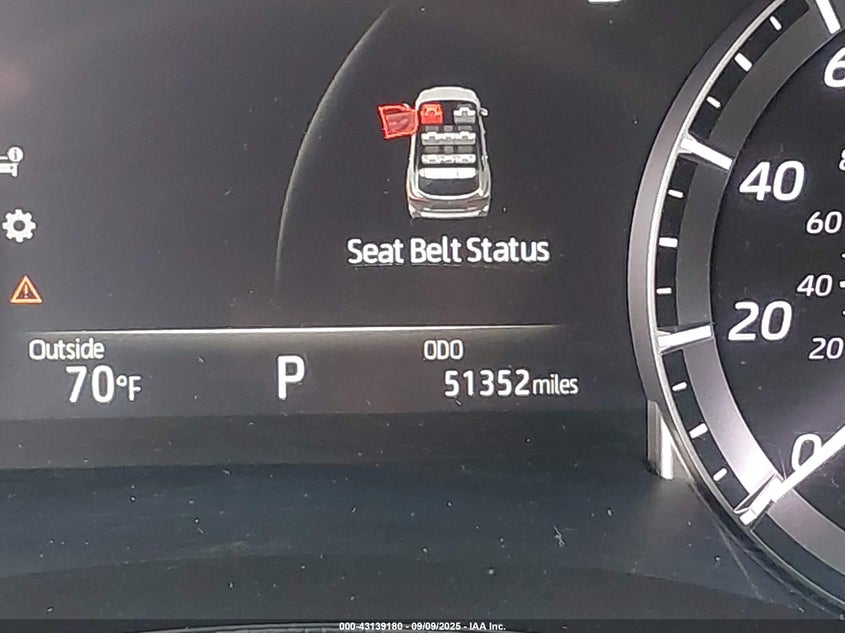 Seat Belt Status
Outside
70°F
P
ODO
51352 miles
6
40
20
0
60
40
20
000-43139180 - 09/09/2025 - IAA Inc.